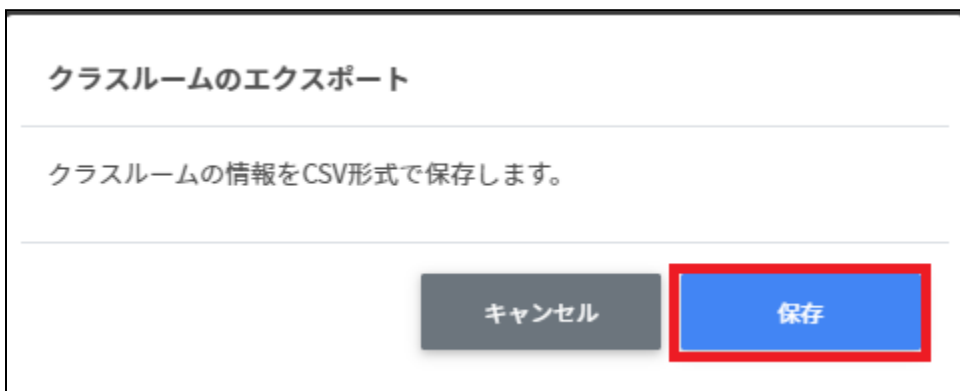 クラスルームのエクスポート
クラスルームの情報をCSV形式で保存します。
キャンセル
保存